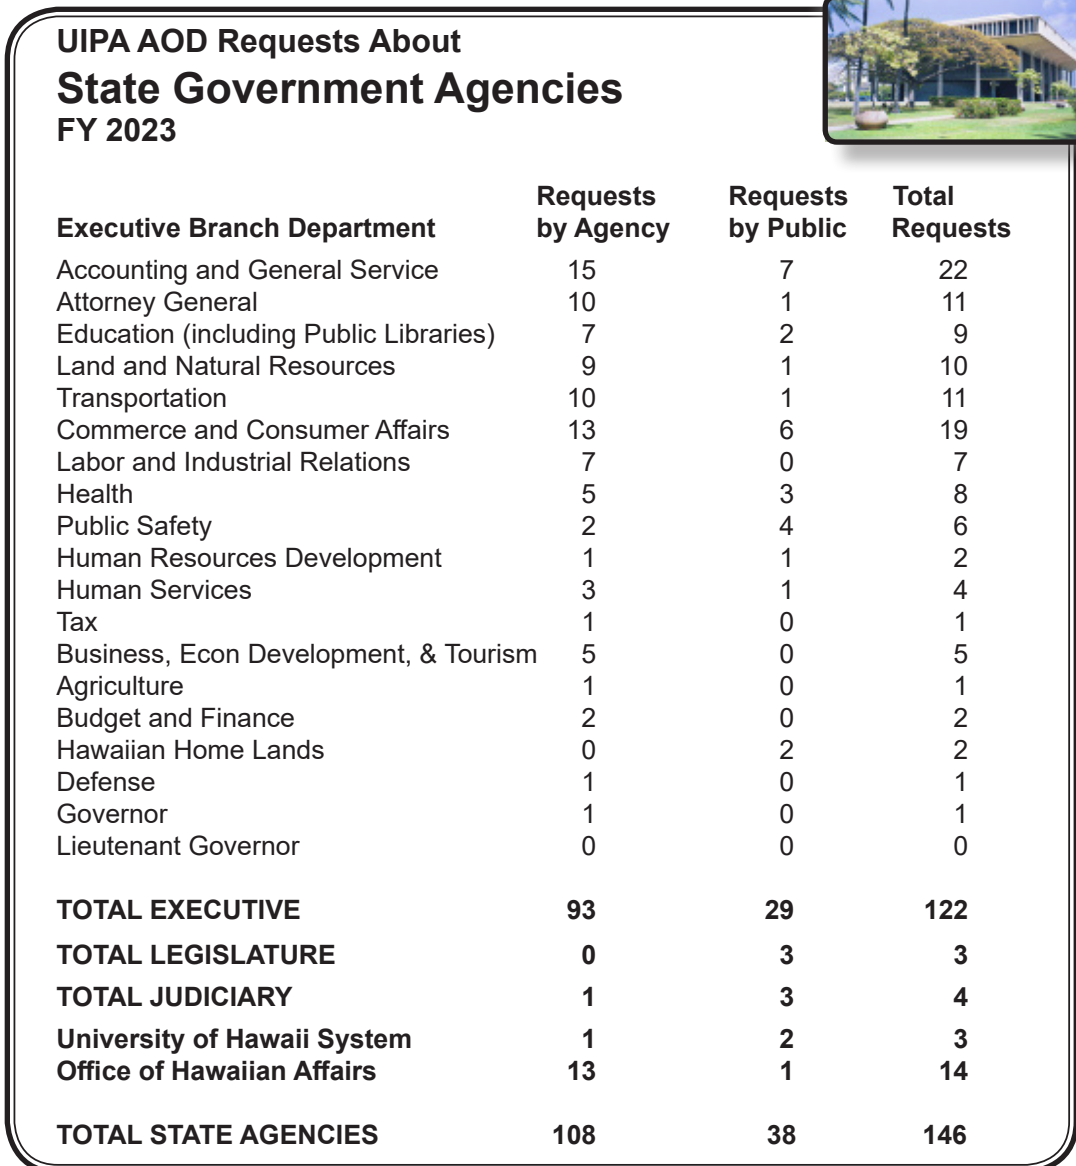 UIPA AOD Requests About
State Government Agencies
FY 2023
Requests Requests Total
Executive Branch Department by Agency by Public Requests
Accounting and General Service 15 7 22
Attorney General 10 1 11
Education (including Public Libraries) 7 2 9
Land and Natural Resources 9 1 10
Transportation 10 1 11
Commerce and Consumer Affairs 13 6 19
Labor and Industrial Relations 7 0 7
Health 5 3 8
Public Safety 2 4 6
Human Resources Development 1 1 2
Human Services 3 1 4
Tax 1 0 1
Business, Econ Development, & Tourism 5 0 5
Agriculture 1 0 1
Budget and Finance 2 0 2
Hawaiian Home Lands 0 2 2
Defense 1 0 1
Governor 1 0 1
Lieutenant Governor 0 0 0
TOTAL EXECUTIVE 93 29 122
TOTAL LEGISLATURE 0 3 3
TOTAL JUDICIARY 1 3 4
University of Hawaii System 1 2 3
Office of Hawaiian Affairs 13 1 14
TOTAL STATE AGENCIES 108 38 146